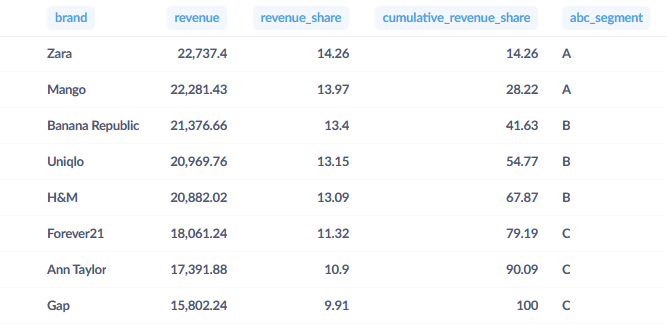 brand revenue revenue_share cumulative_revenue_share abc_segment
Zara 22,737.4 14.26 14.26 A
Mango 22,281.43 13.97 28.22 A
Banana Republic 21,376.66 13.4 41.63 B
Uniqlo 20,969.76 13.15 54.77 B
H&M 20,882.02 13.09 67.87 B
Forever21 18,061.24 11.32 79.19 C
Ann Taylor 17,391.88 10.9 90.09 C
Gap 15,802.24 9.91 100 C